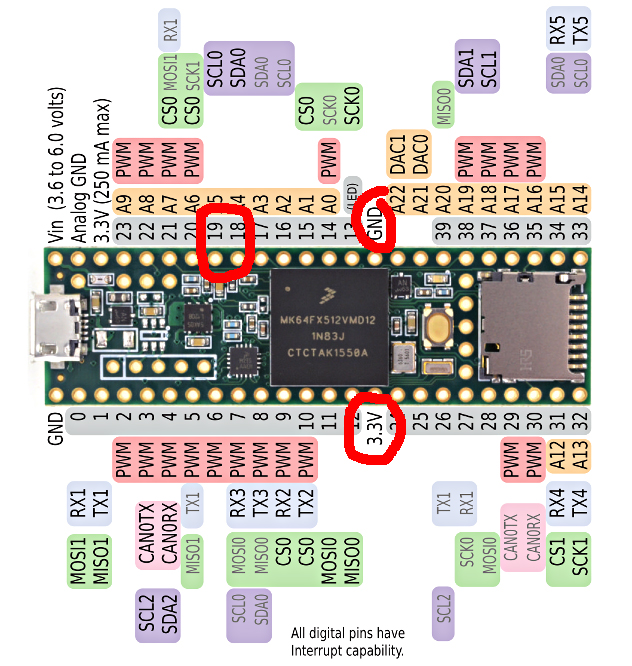 GND Vin (3.6 to 6.0 volts)
MOSI1 RX1 0 Analog GND
MISO1 TX1 1 3.3V (250 mA max)
PWM 2 23 A9 PWM
SCL2 CAN0TX PWM 3 22 A8 PWM
SDA2 CAN0RX PWM 4 21 A7 PWM CS0 MOSI1 RX1
MISO1 TX1 PWM 5 20 A6 PWM CS0 SCK1
PWM 6 19 5 SCL0
SCL0 MOSI0 RX3 PWM 7 18 4 SDA0
SDA0 MISO0 TX3 PWM 8 17 A3 SDA0
CS0 RX2 PWM 9 16 A2 SCL0
CS0 TX2 PWM 10 15 A1 CS0
MOSI0 11 14 A0 PWM SCK0
MISO0 12 13 (LED) SCK0
3.3V GND
24 A22 DAC1
25 A21 DAC0
SCL2 TX1 26 39 A20 MISO0
SCK0 RX1 27 38 A19 PWM SDA1
MOSI0 28 37 A18 PWM SCL1
CAN0TX PWM 29 36 A17 PWM
CAN0RX PWM 30 35 A16 PWM
CS1 RX4 A12 31 34 A15 SDA0 RX5
SCK1 TX4 A13 32 33 A14 SCL0 TX5
All digital pins have
Interrupt capability.
MK64FX512VMD12
1N83J
CTCTAK1550A